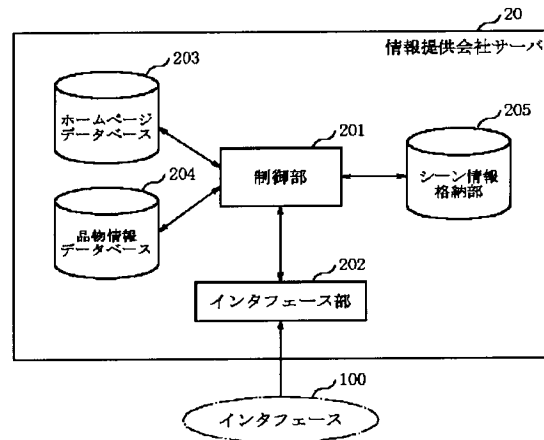 20
情報提供会社サーバ
203
ホームページ
データベース
201
制御部
205
シーン情報
格納部
204
品物情報
データベース
202
インタフェース部
100
インタフェース